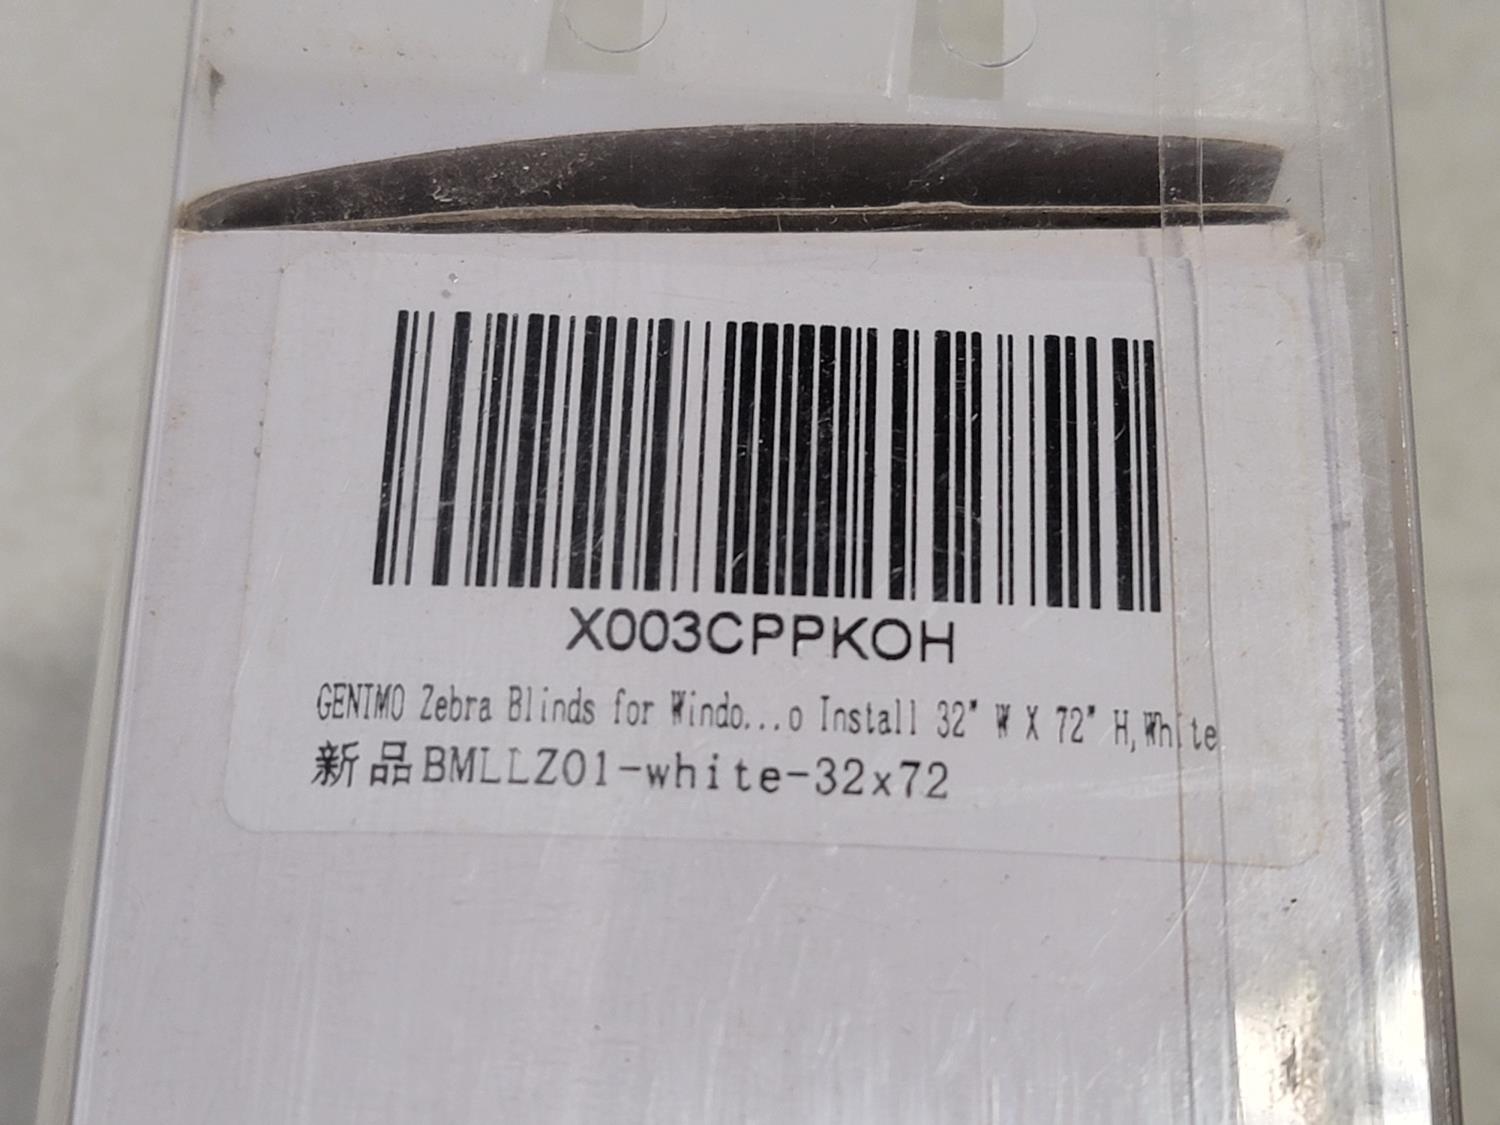 X003CPPKOH
GENIMO Zebra Blinds for Windo...o Install 32" W X 72" H,White
新品BMLLZ01-white-32x72